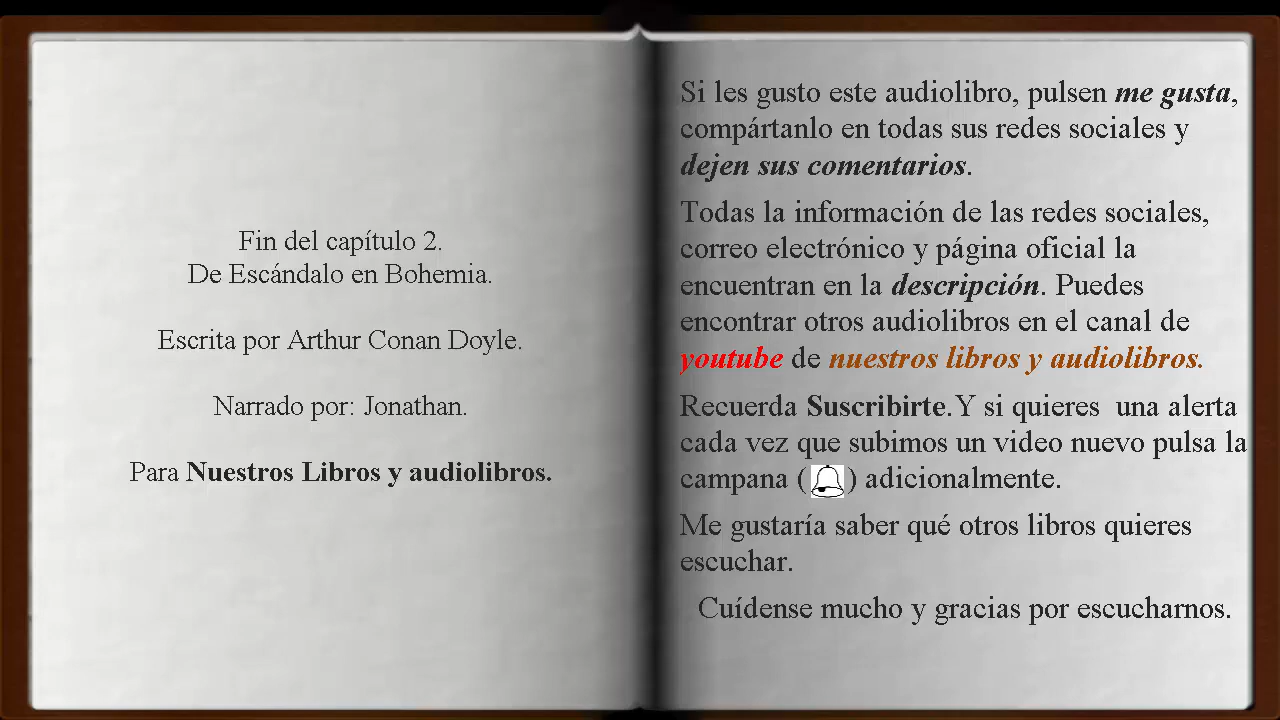 Fin del capítulo 2.
De Escándalo en Bohemia.
Escrita por Arthur Conan Doyle.
Narrado por: Jonathan.
Para Nuestros Libros y audiolibros.
Si les gusto este audiolibro, pulsen me gusta,
compártanlo en todas sus redes sociales y
dejen sus comentarios.
Todas la información de las redes sociales,
correo electrónico y página oficial la
encuentran en la descripción. Puedes
encontrar otros audiolibros en el canal de
youtube de nuestros libros y audiolibros.
Recuerda Suscribirte.Y si quieres  una alerta
cada vez que subimos un video nuevo pulsa la
campana ( ) adicionalmente.
Me gustaría saber qué otros libros quieres
escuchar.
Cuídense mucho y gracias por escucharnos.